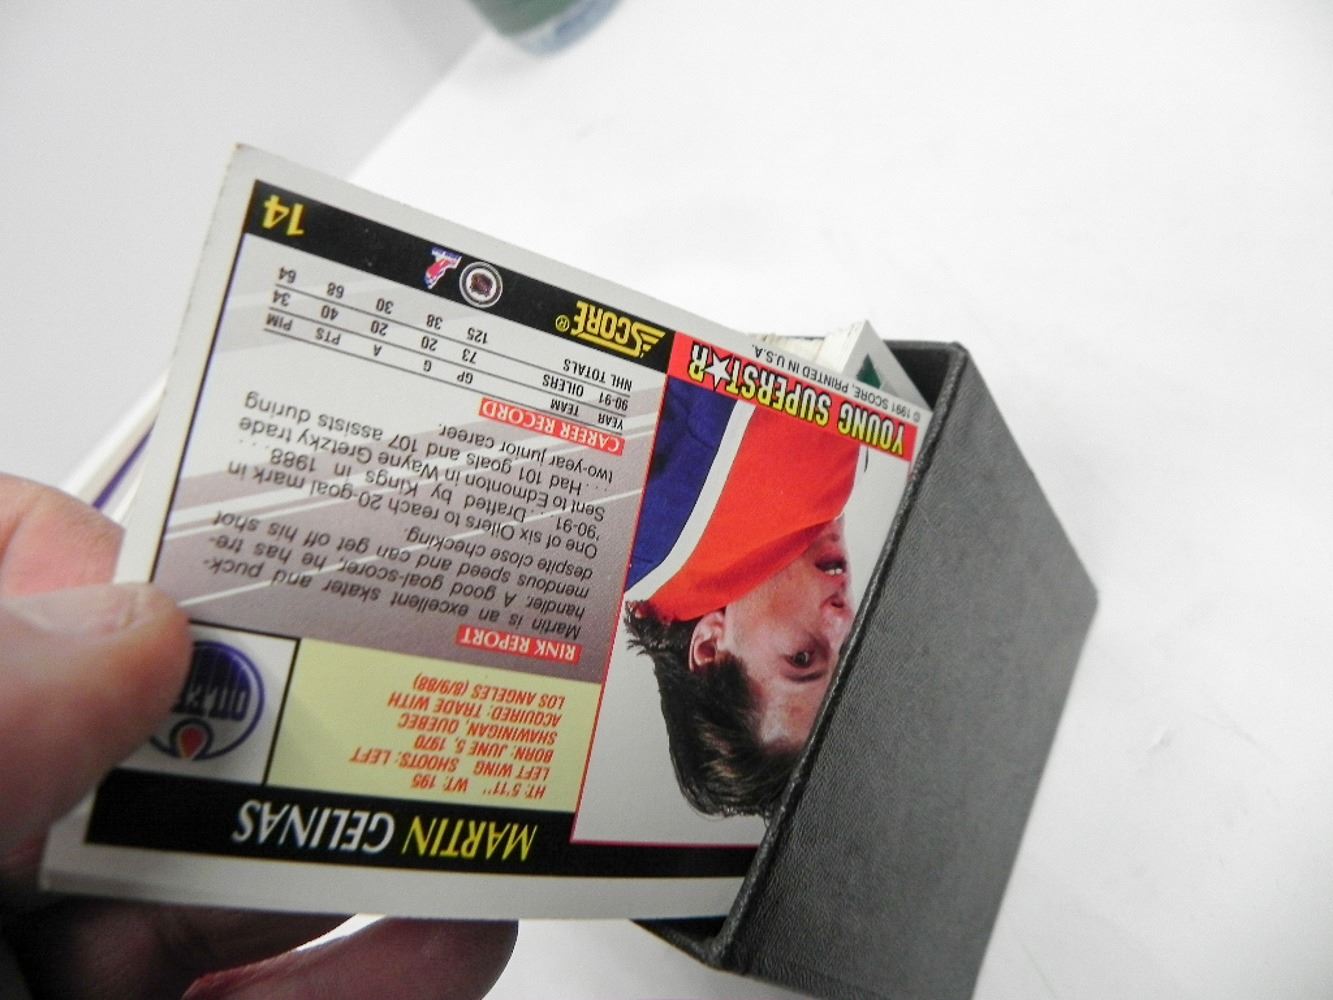 MARTIN GELINAS
HT: 5'11" WT: 195
LEFT WING SHOOTS: LEFT
BORN: JUNE 5, 1970
SHAWINIGAN, QUEBEC
ACQUIRED: TRADE WITH
LOS ANGELES (8/9/88)
RINK REPORT
Martin is an excellent skater and puck-
handler. A good goal-scorer, he has tre-
mendous speed and can get off his shot
despite close checking.
One of six Oilers to reach 20-goal mark in
'90-91 . . . Drafted by Kings in 1988. . .
Sent to Edmonton in Wayne Gretzky trade
. . . Had 101 goals and 107 assists during
two-year junior career.
CAREER RECORD
YEAR TEAM GP G A PTS PIM
90-91 OILERS 73 20 20 40 34
NHL TOTALS 125 38 30 68 64
SCORE®
14
YOUNG SUPERSTAR
© 1991 SCORE, PRINTED IN U.S.A.